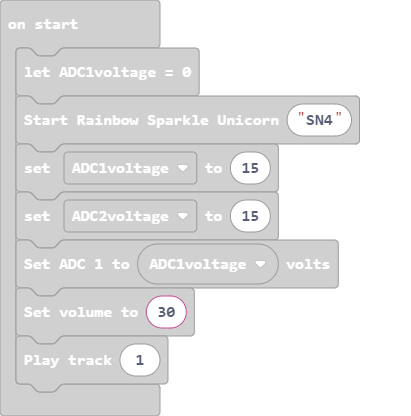 on start
let ADC1voltage = 0
Start Rainbow Sparkle Unicorn "SN4"
set ADC1voltage to 15
set ADC2voltage to 15
Set ADC 1 to ADC1voltage volts
Set volume to 30
Play track 1